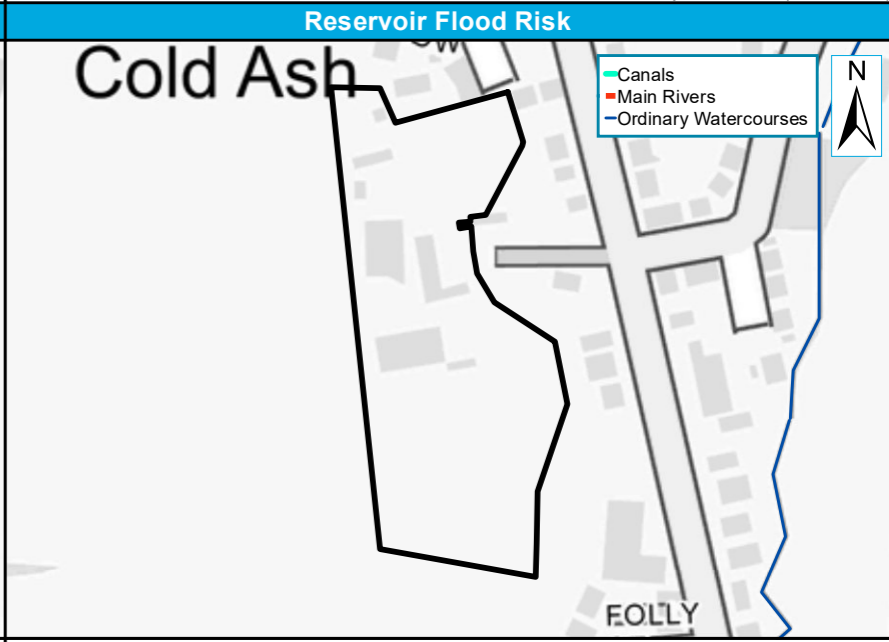 Reservoir Flood Risk
Cold Ash
Canals
Main Rivers
Ordinary Watercourses
N
FOLLY